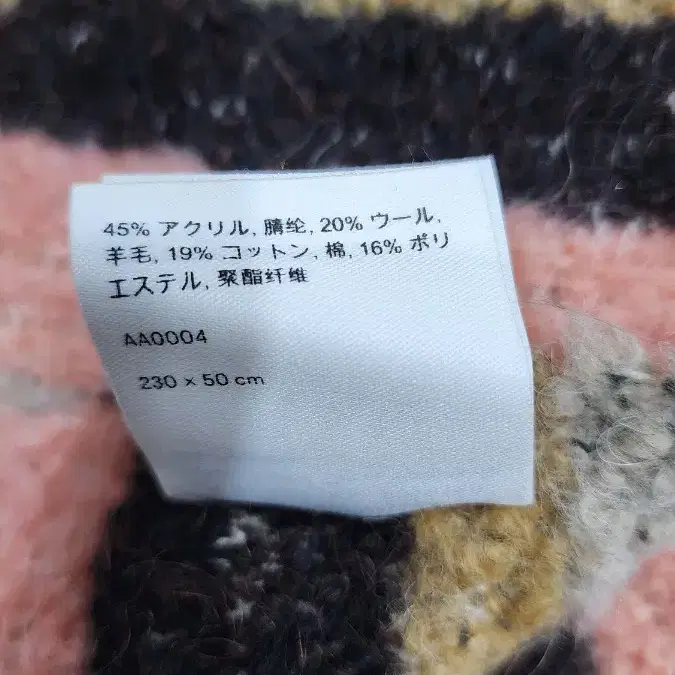 45% アクリル, 腈纶, 20% ウール,
羊毛, 19% コットン, 棉, 16% ポリ
エステル, 聚酯纤维
AA0004
230 × 50 cm